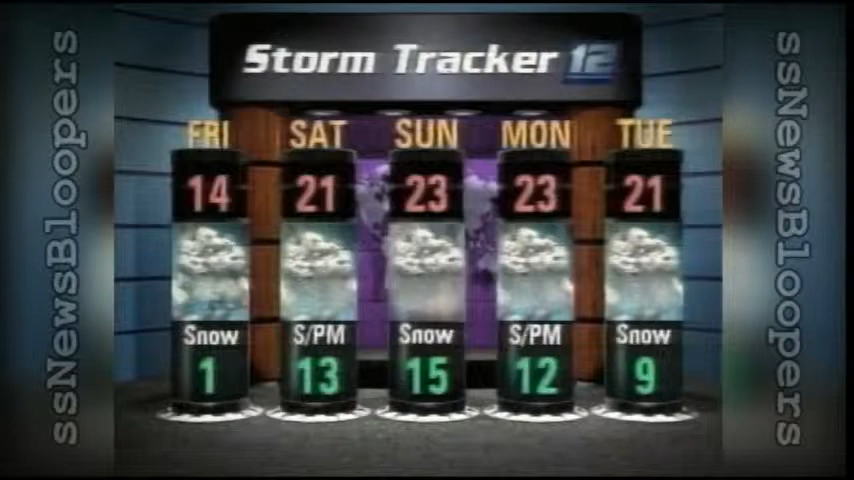 Storm Tracker 12
FRI SAT SUN MON TUE
14 21 23 23 21
Snow S/PM Snow S/PM Snow
1 13 15 12 9
ssNewsBloopers
ssNewsBloopers